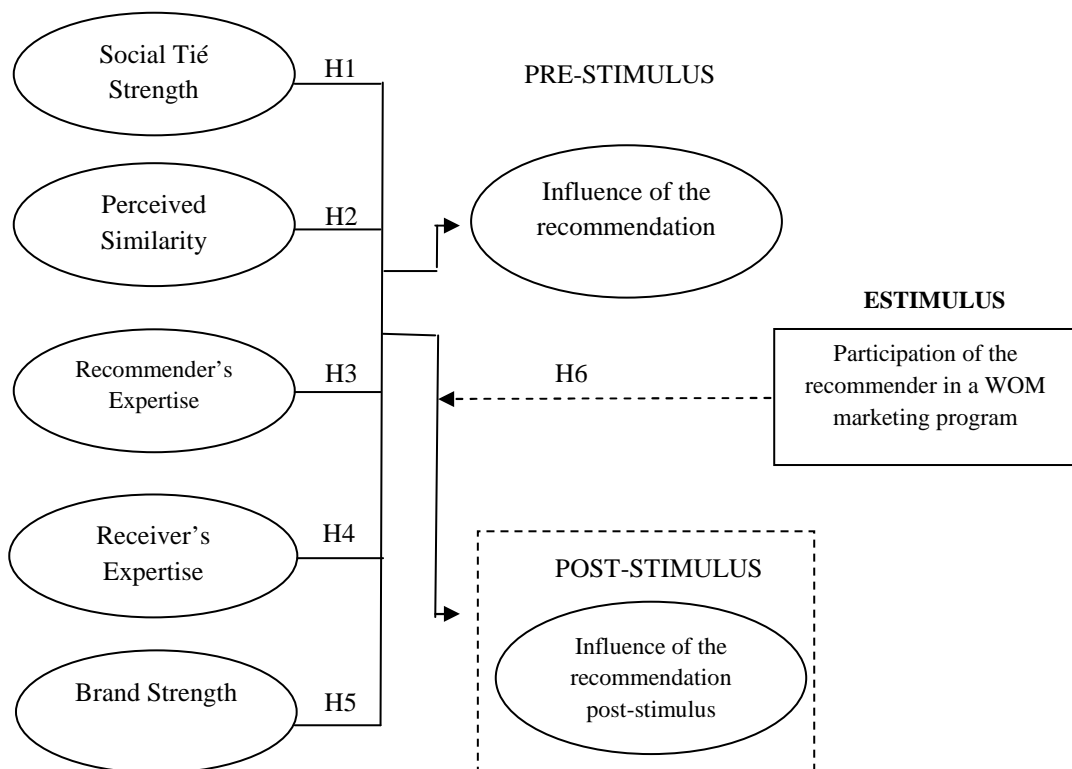 Social Tié
Strength
H1
PRE-STIMULUS
Perceived
Similarity
H2
Influence of the
recommendation
ESTIMULUS
Participation of the
recommender in a WOM
marketing program
Recommender’s
Expertise
H3
H6
Receiver’s
Expertise
H4
POST-STIMULUS
Influence of the
recommendation
post-stimulus
Brand Strength
H5